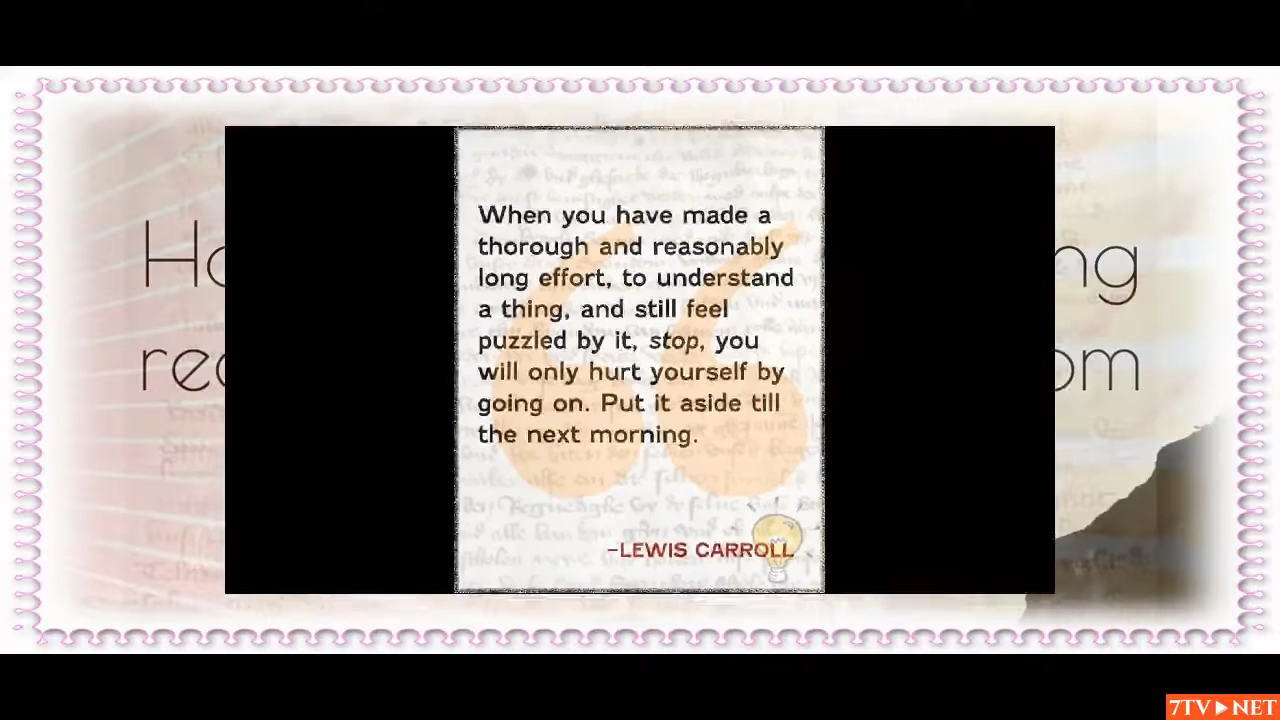 When you have made a
thorough and reasonably
long effort, to understand
a thing, and still feel
puzzled by it, stop, you
will only hurt yourself by
going on. Put it aside till
the next morning.
–LEWIS CARROLL
7TV▶NET